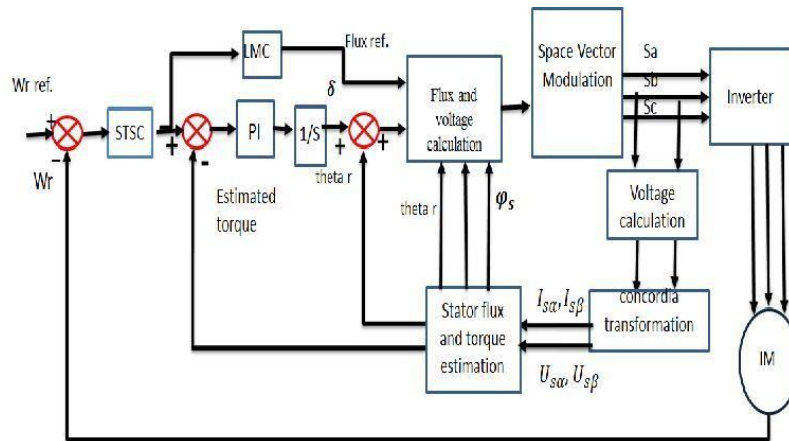 Wr ref.
+
−
Wr
STSC
LMC
Flux ref.
+
-
PI
1/S
δ
+
+
theta r
Estimated
torque
Flux and
voltage
calculation
Space Vector
Modulation
Sa
Sb
Sc
Inverter
theta r
φs
Voltage
calculation
concordia
transformation
Isα, Isβ
Usα, Usβ
Stator flux
and torque
estimation
IM